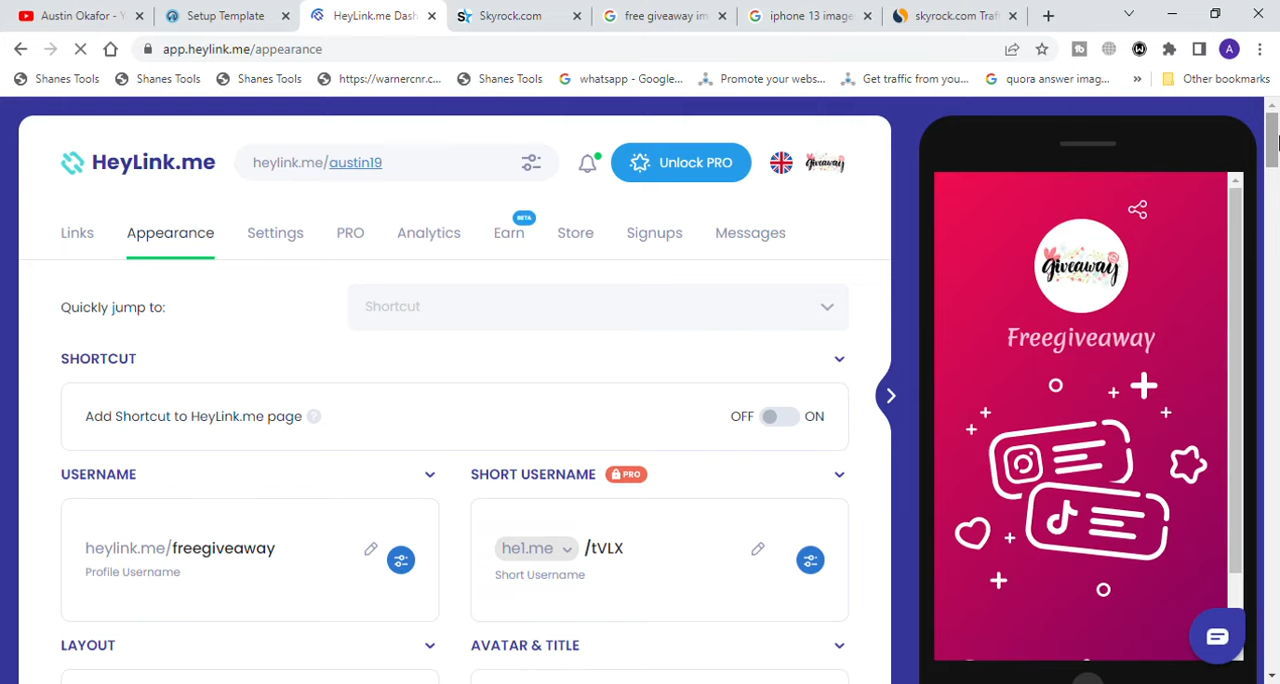 Austin Okafor - Y
Setup Template
HeyLink.me Dash
Skyrock.com
free giveaway im
iphone 13 image
skyrock.com Traf
app.heylink.me/appearance
A
Shanes Tools
Shanes Tools
Shanes Tools
https://warnercnr.c...
Shanes Tools
whatsapp - Google...
Promote your webs...
Get traffic from you...
quora answer imag...
»
Other bookmarks
HeyLink.me
heylink.me/austin19
Unlock PRO
giveaway
Links
Appearance
Settings
PRO
Analytics
Earn
BETA
Store
Signups
Messages
Quickly jump to:
Shortcut
SHORTCUT
Add Shortcut to HeyLink.me page ?
OFF
ON
USERNAME
SHORT USERNAME
PRO
heylink.me/freegiveaway
Profile Username
he1.me
/tVLX
Short Username
LAYOUT
AVATAR & TITLE
giveaway
Freegiveaway